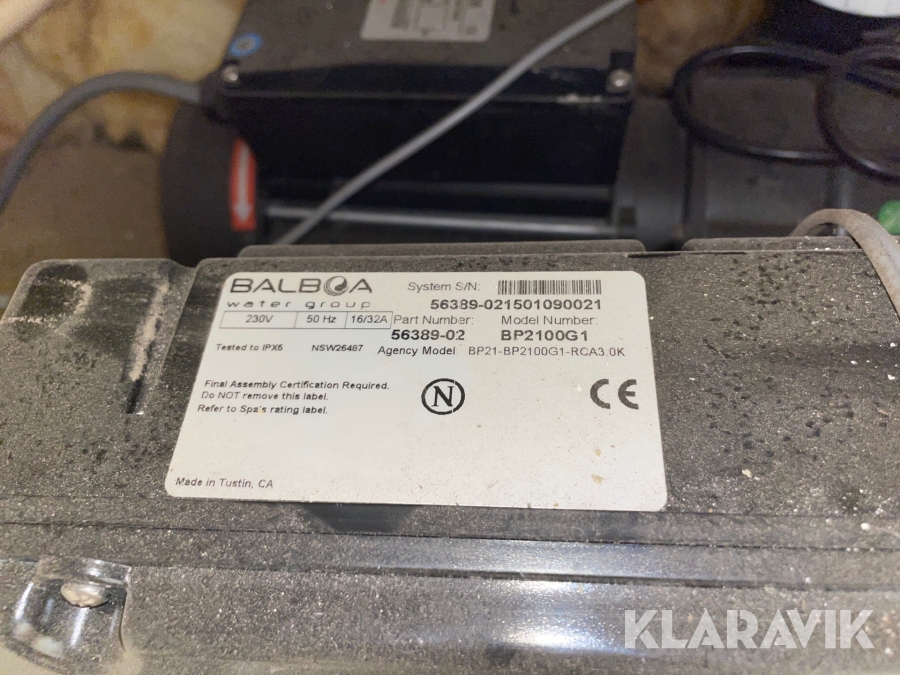 BALBOA
water group
System S/N:
56389-021501090021
230V 50 Hz 16/32A
Part Number: Model Number:
56389-02 BP2100G1
Tested to IPX5 NSW25487 Agency Model BP21-BP2100G1-RCA3.0K
Final Assembly Certification Required.
Do NOT remove this label.
Refer to Spa's rating label.
N
CE
Made in Tustin, CA
KLARAVIK